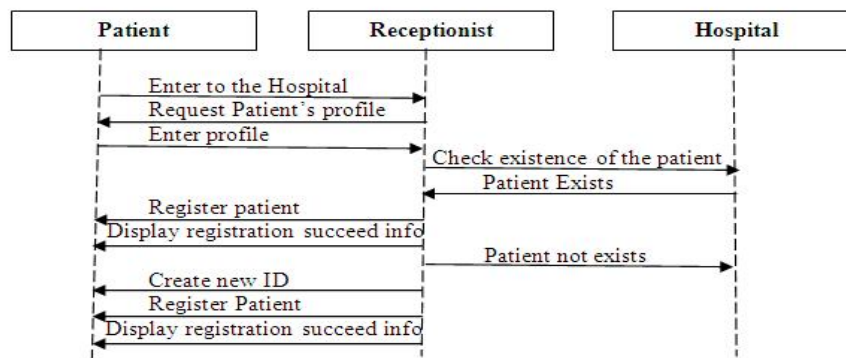 Patient Receptionist Hospital
Enter to the Hospital
Request Patient's profile
Enter profile
Check existence of the patient
Patient Exists
Register patient
Display registration succeed info
Patient not exists
Create new ID
Register Patient
Display registration succeed info